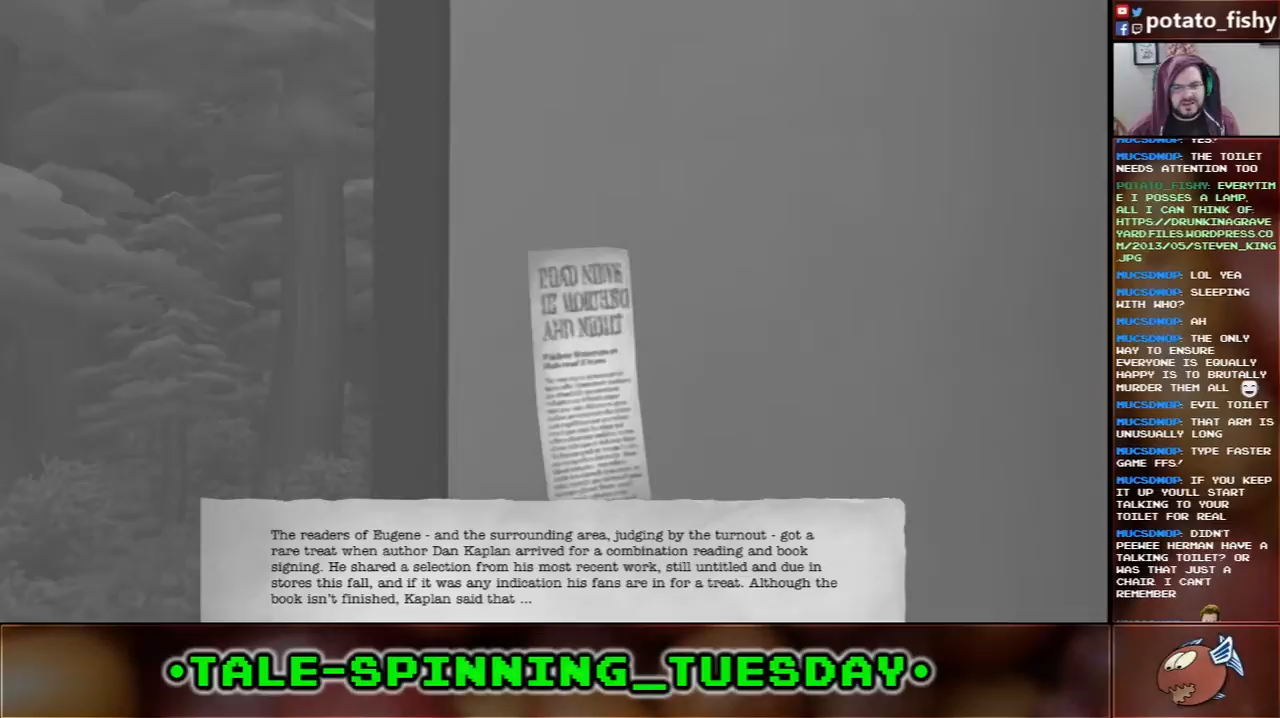 potato_fishy
MUCSDNOP: YES!
MUCSDNOP: THE TOILET
NEEDS ATTENTION TOO
POTATO_FISHY: EVERYTIM
E I POSSES A LAMP,
ALL I CAN THINK OF:
HTTPS://DRUNKINAGRAVE
YARD.FILES.WORDPRESS.CO
M/2013/05/STEVEN_KING
.JPG
MUCSDNOP: LOL YEA
MUCSDNOP: SLEEPING
WITH WHO?
MUCSDNOP: AH
MUCSDNOP: THE ONLY
WAY TO ENSURE
EVERYONE IS EQUALLY
HAPPY IS TO BRUTALLY
MURDER THEM ALL
MUCSDNOP: EVIL TOILET
MUCSDNOP: THAT ARM IS
UNUSUALLY LONG
MUCSDNOP: TYPE FASTER
GAME FFS!
MUCSDNOP: IF YOU KEEP
IT UP YOU'LL START
TALKING TO YOUR
TOILET FOR REAL
MUCSDNOP: DIDN'T
PEEWEE HERMAN HAVE A
TALKING TOILET? OR
WAS THAT JUST A
CHAIR. I CAN'T
REMEMBER
AND NIGHT
The readers of Eugene - and the surrounding area, judging by the turnout - got a
rare treat when author Dan Kaplan arrived for a combination reading and book
signing. He shared a selection from his most recent work, still untitled and due in
stores this fall, and if it was any indication his fans are in for a treat. Although the
book isn't finished, Kaplan said that ...
•TALE-SPINNING_TUESDAY•